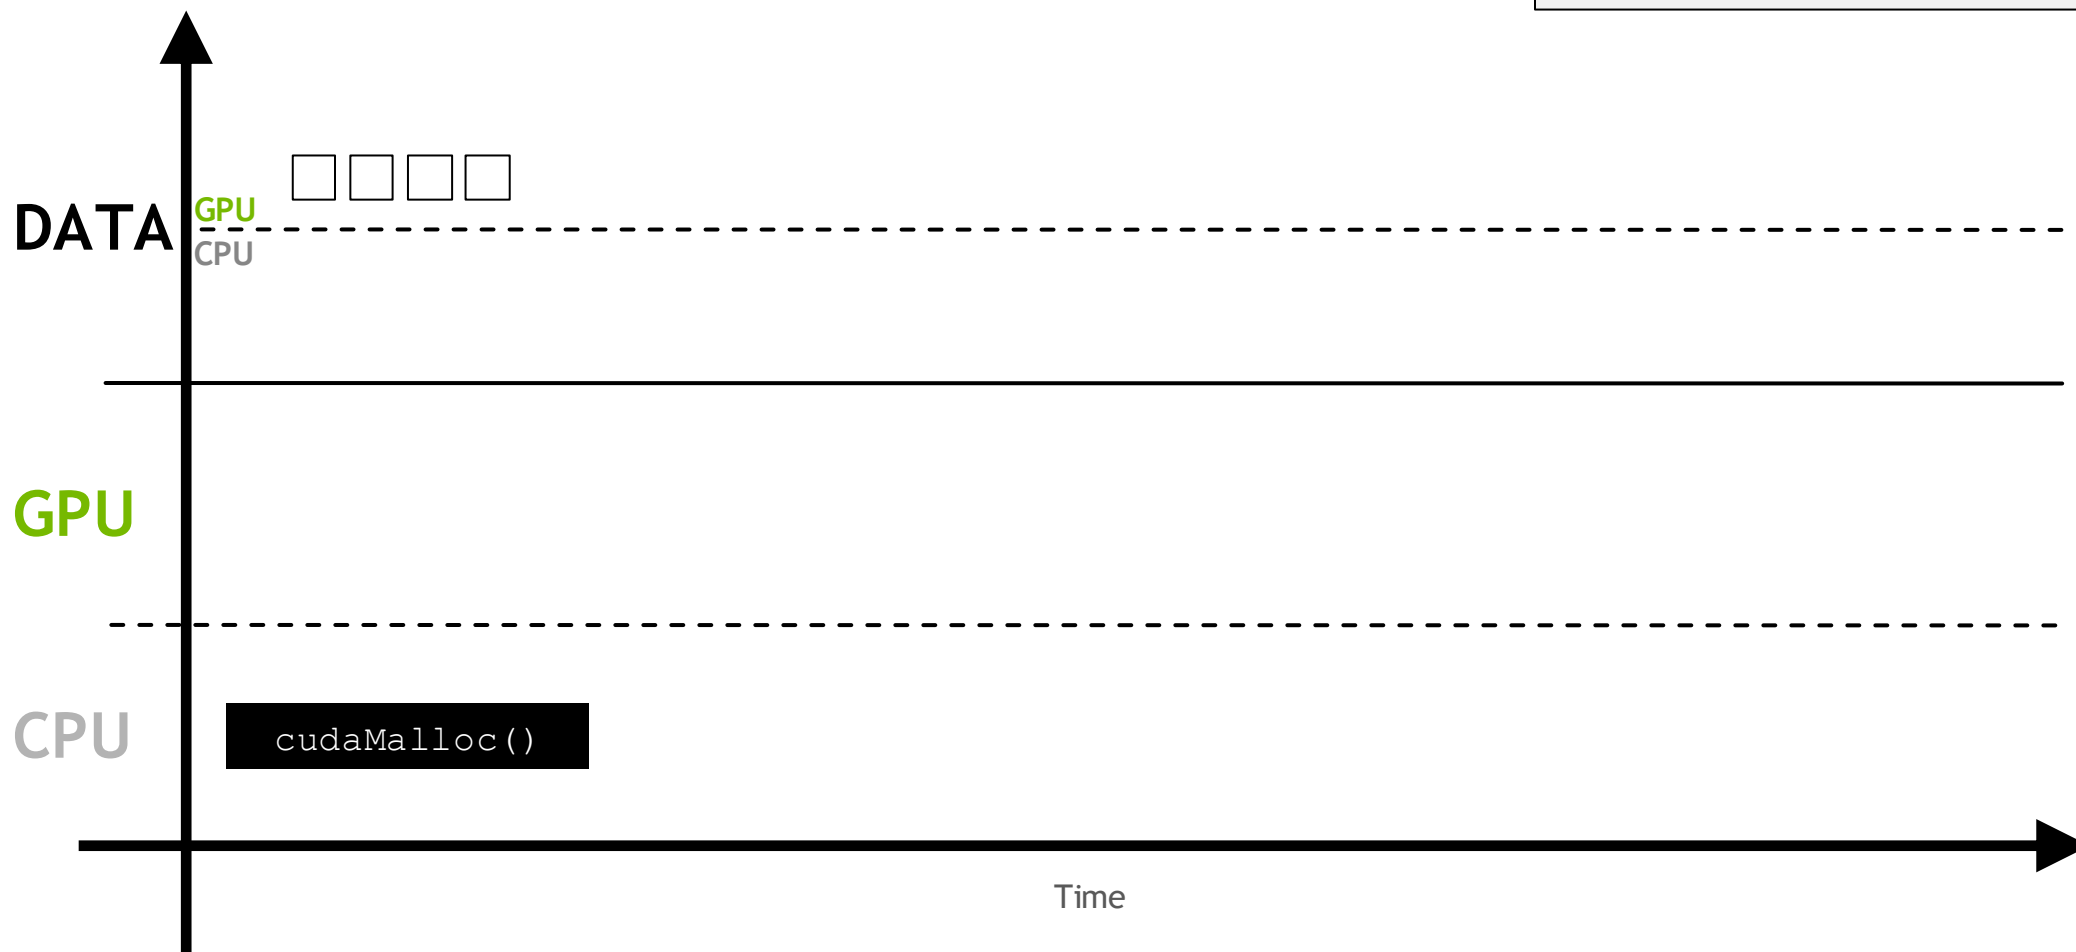 DATA
GPU
CPU
GPU
CPU
cudaMalloc()
Time